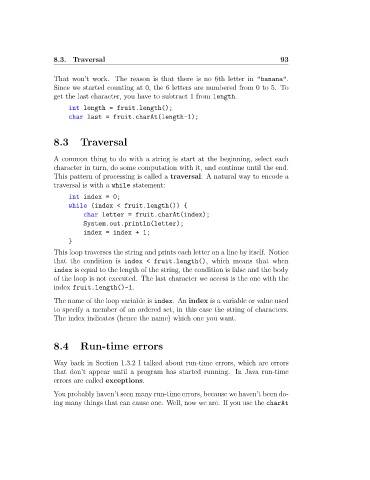 8.3. Traversal 93
That won't work. The reason is that there is no 6th letter in "banana".
Since we started counting at 0, the 6 letters are numbered from 0 to 5. To
get the last character, you have to subtract 1 from length.
int length = fruit.length();
char last = fruit.charAt(length-1);
8.3 Traversal
A common thing to do with a string is start at the beginning, select each
character in turn, do some computation with it, and continue until the end.
This pattern of processing is called a traversal. A natural way to encode a
traversal is with a while statement:
int index = 0;
while (index < fruit.length()) {
char letter = fruit.charAt(index);
System.out.println(letter);
index = index + 1;
}
This loop traverses the string and prints each letter on a line by itself. Notice
that the condition is index < fruit.length(), which means that when
index is equal to the length of the string, the condition is false and the body
of the loop is not executed. The last character we access is the one with the
index fruit.length()-1.
The name of the loop variable is index. An index is a variable or value used
to specify a member of an ordered set, in this case the string of characters.
The index indicates (hence the name) which one you want.
8.4 Run-time errors
Way back in Section 1.3.2 I talked about run-time errors, which are errors
that don't appear until a program has started running. In Java run-time
errors are called exceptions.
You probably haven't seen many run-time errors, because we haven't been do-
ing many things that can cause one. Well, now we are. If you use the charAt